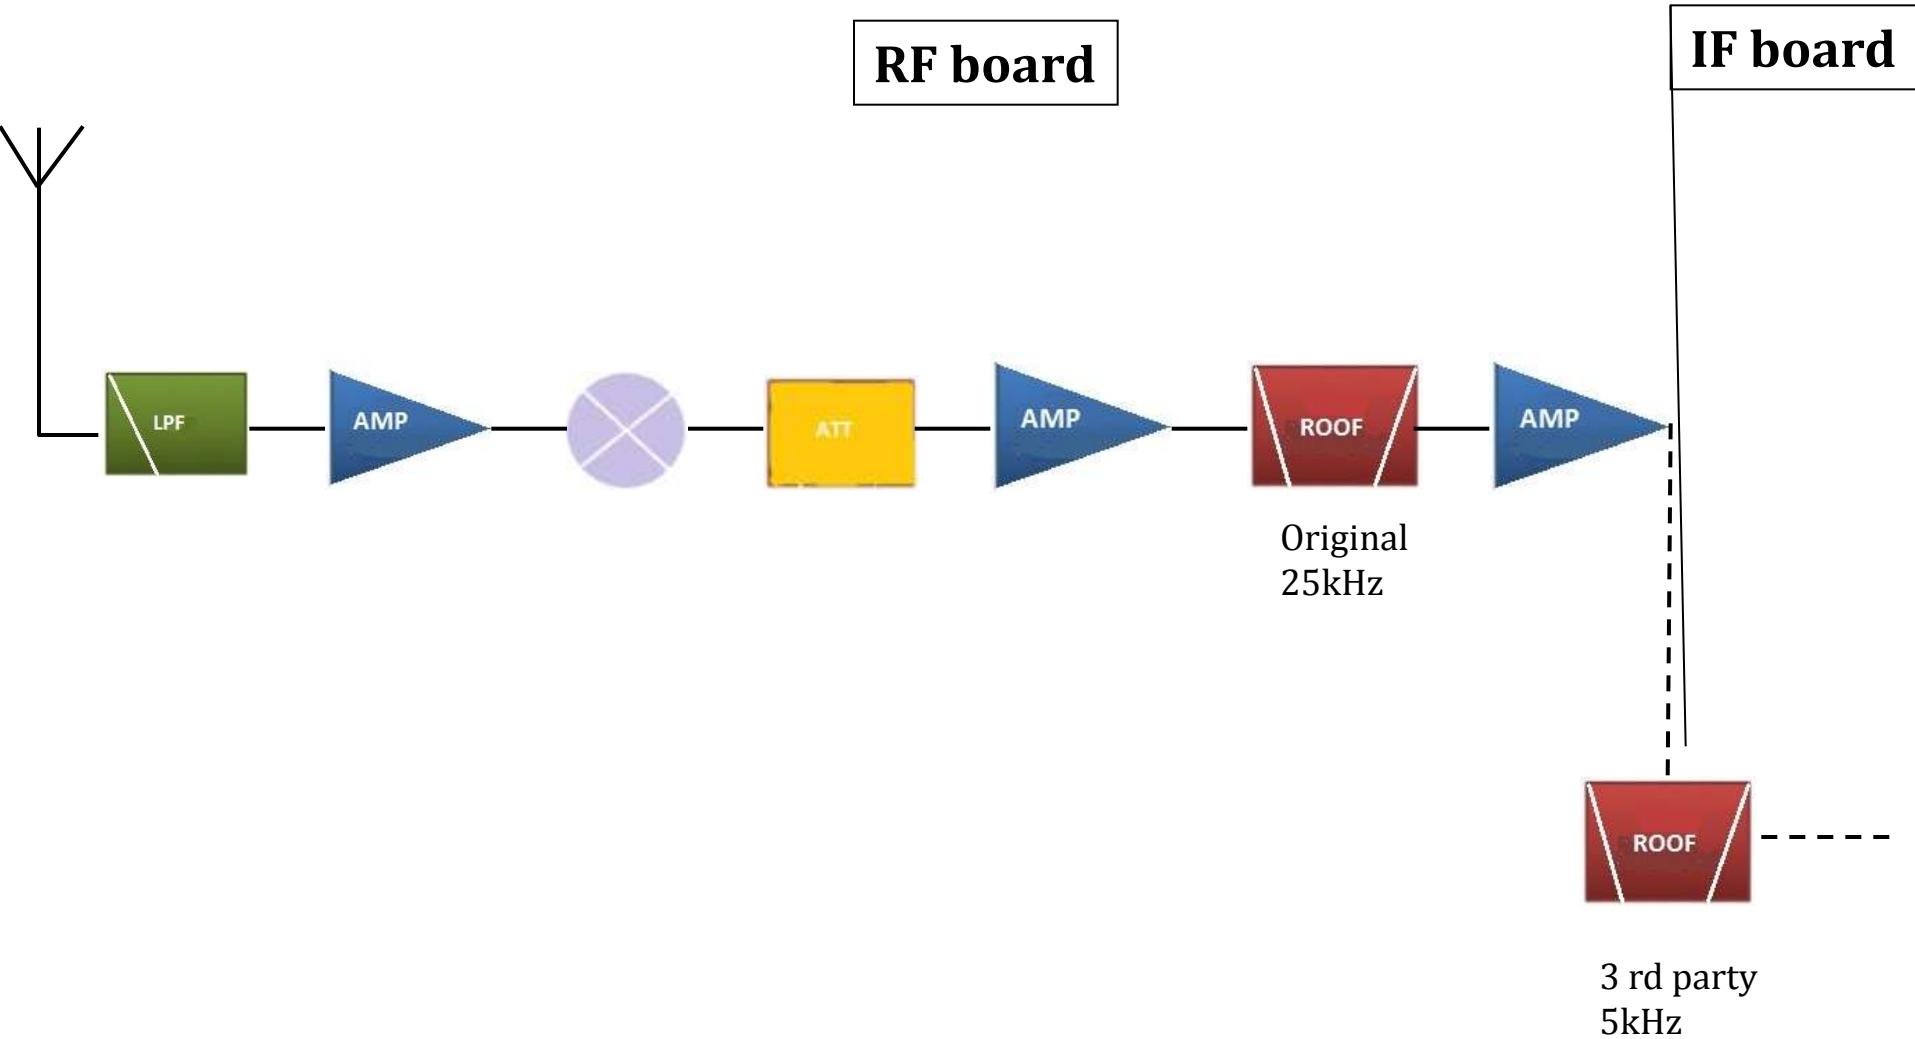 RF board
IF board
LPF
AMP
ATT
AMP
ROOF
AMP
Original
25kHz
ROOF
3 rd party
5kHz